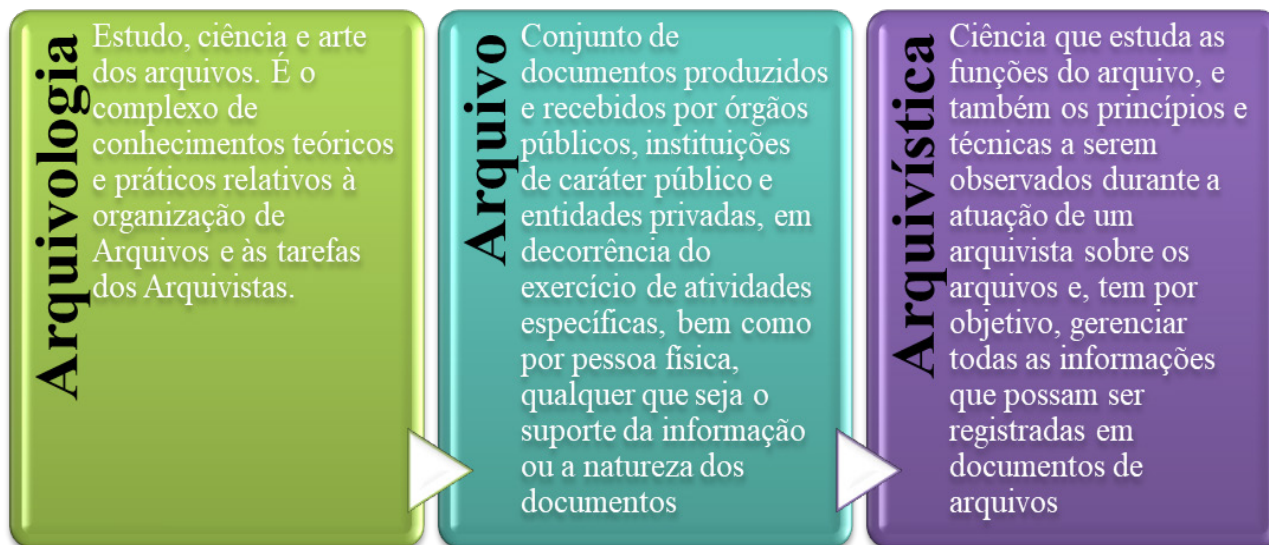 Arquivologia
Estudo, ciência e arte
dos arquivos. É o
complexo de
conhecimentos teóricos
e práticos relativos à
organização de
Arquivos e às tarefas
dos Arquivistas.
Arquivo
Conjunto de
documentos produzidos
e recebidos por órgãos
públicos, instituições
de caráter público e
entidades privadas, em
decorrência do
exercício de atividades
específicas, bem como
por pessoa física,
qualquer que seja o
suporte da informação
ou a natureza dos
documentos
Arquivística
Ciência que estuda as
funções do arquivo, e
também os princípios e
técnicas a serem
observados durante a
atuação de um
arquivista sobre os
arquivos e, tem por
objetivo, gerenciar
todas as informações
que possam ser
registradas em
documentos de
arquivos